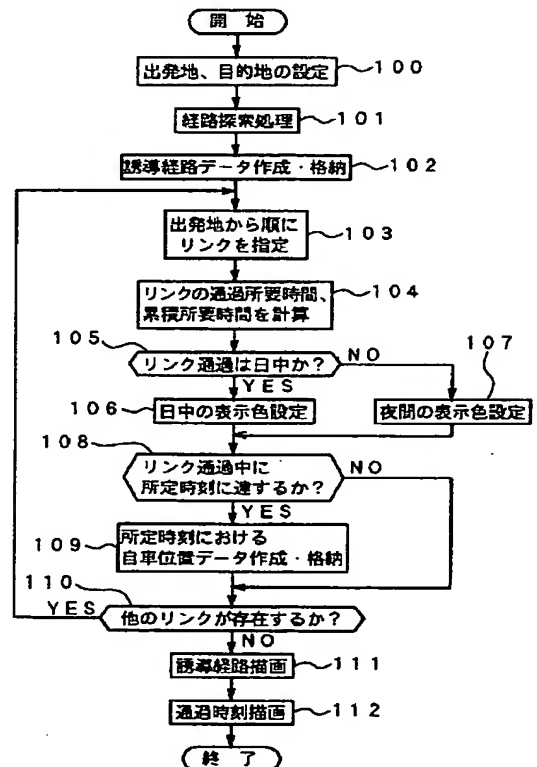 開 始
出発地、目的地の設定
100
経路探索処理
101
誘導経路データ作成・格納
102
出発地から順に
リンクを指定
103
リンクの通過所要時間、
累積所要時間を計算
104
105
リンク通過は日中か?
NO
107
YES
106
日中の表示色設定
夜間の表示色設定
108
リンク通過中に
所定時刻に達するか?
NO
YES
109
所定時刻における
自車位置データ作成・格納
110
YES
他のリンクが存在するか?
NO
誘導経路描画
111
通過時刻描画
112
終 了